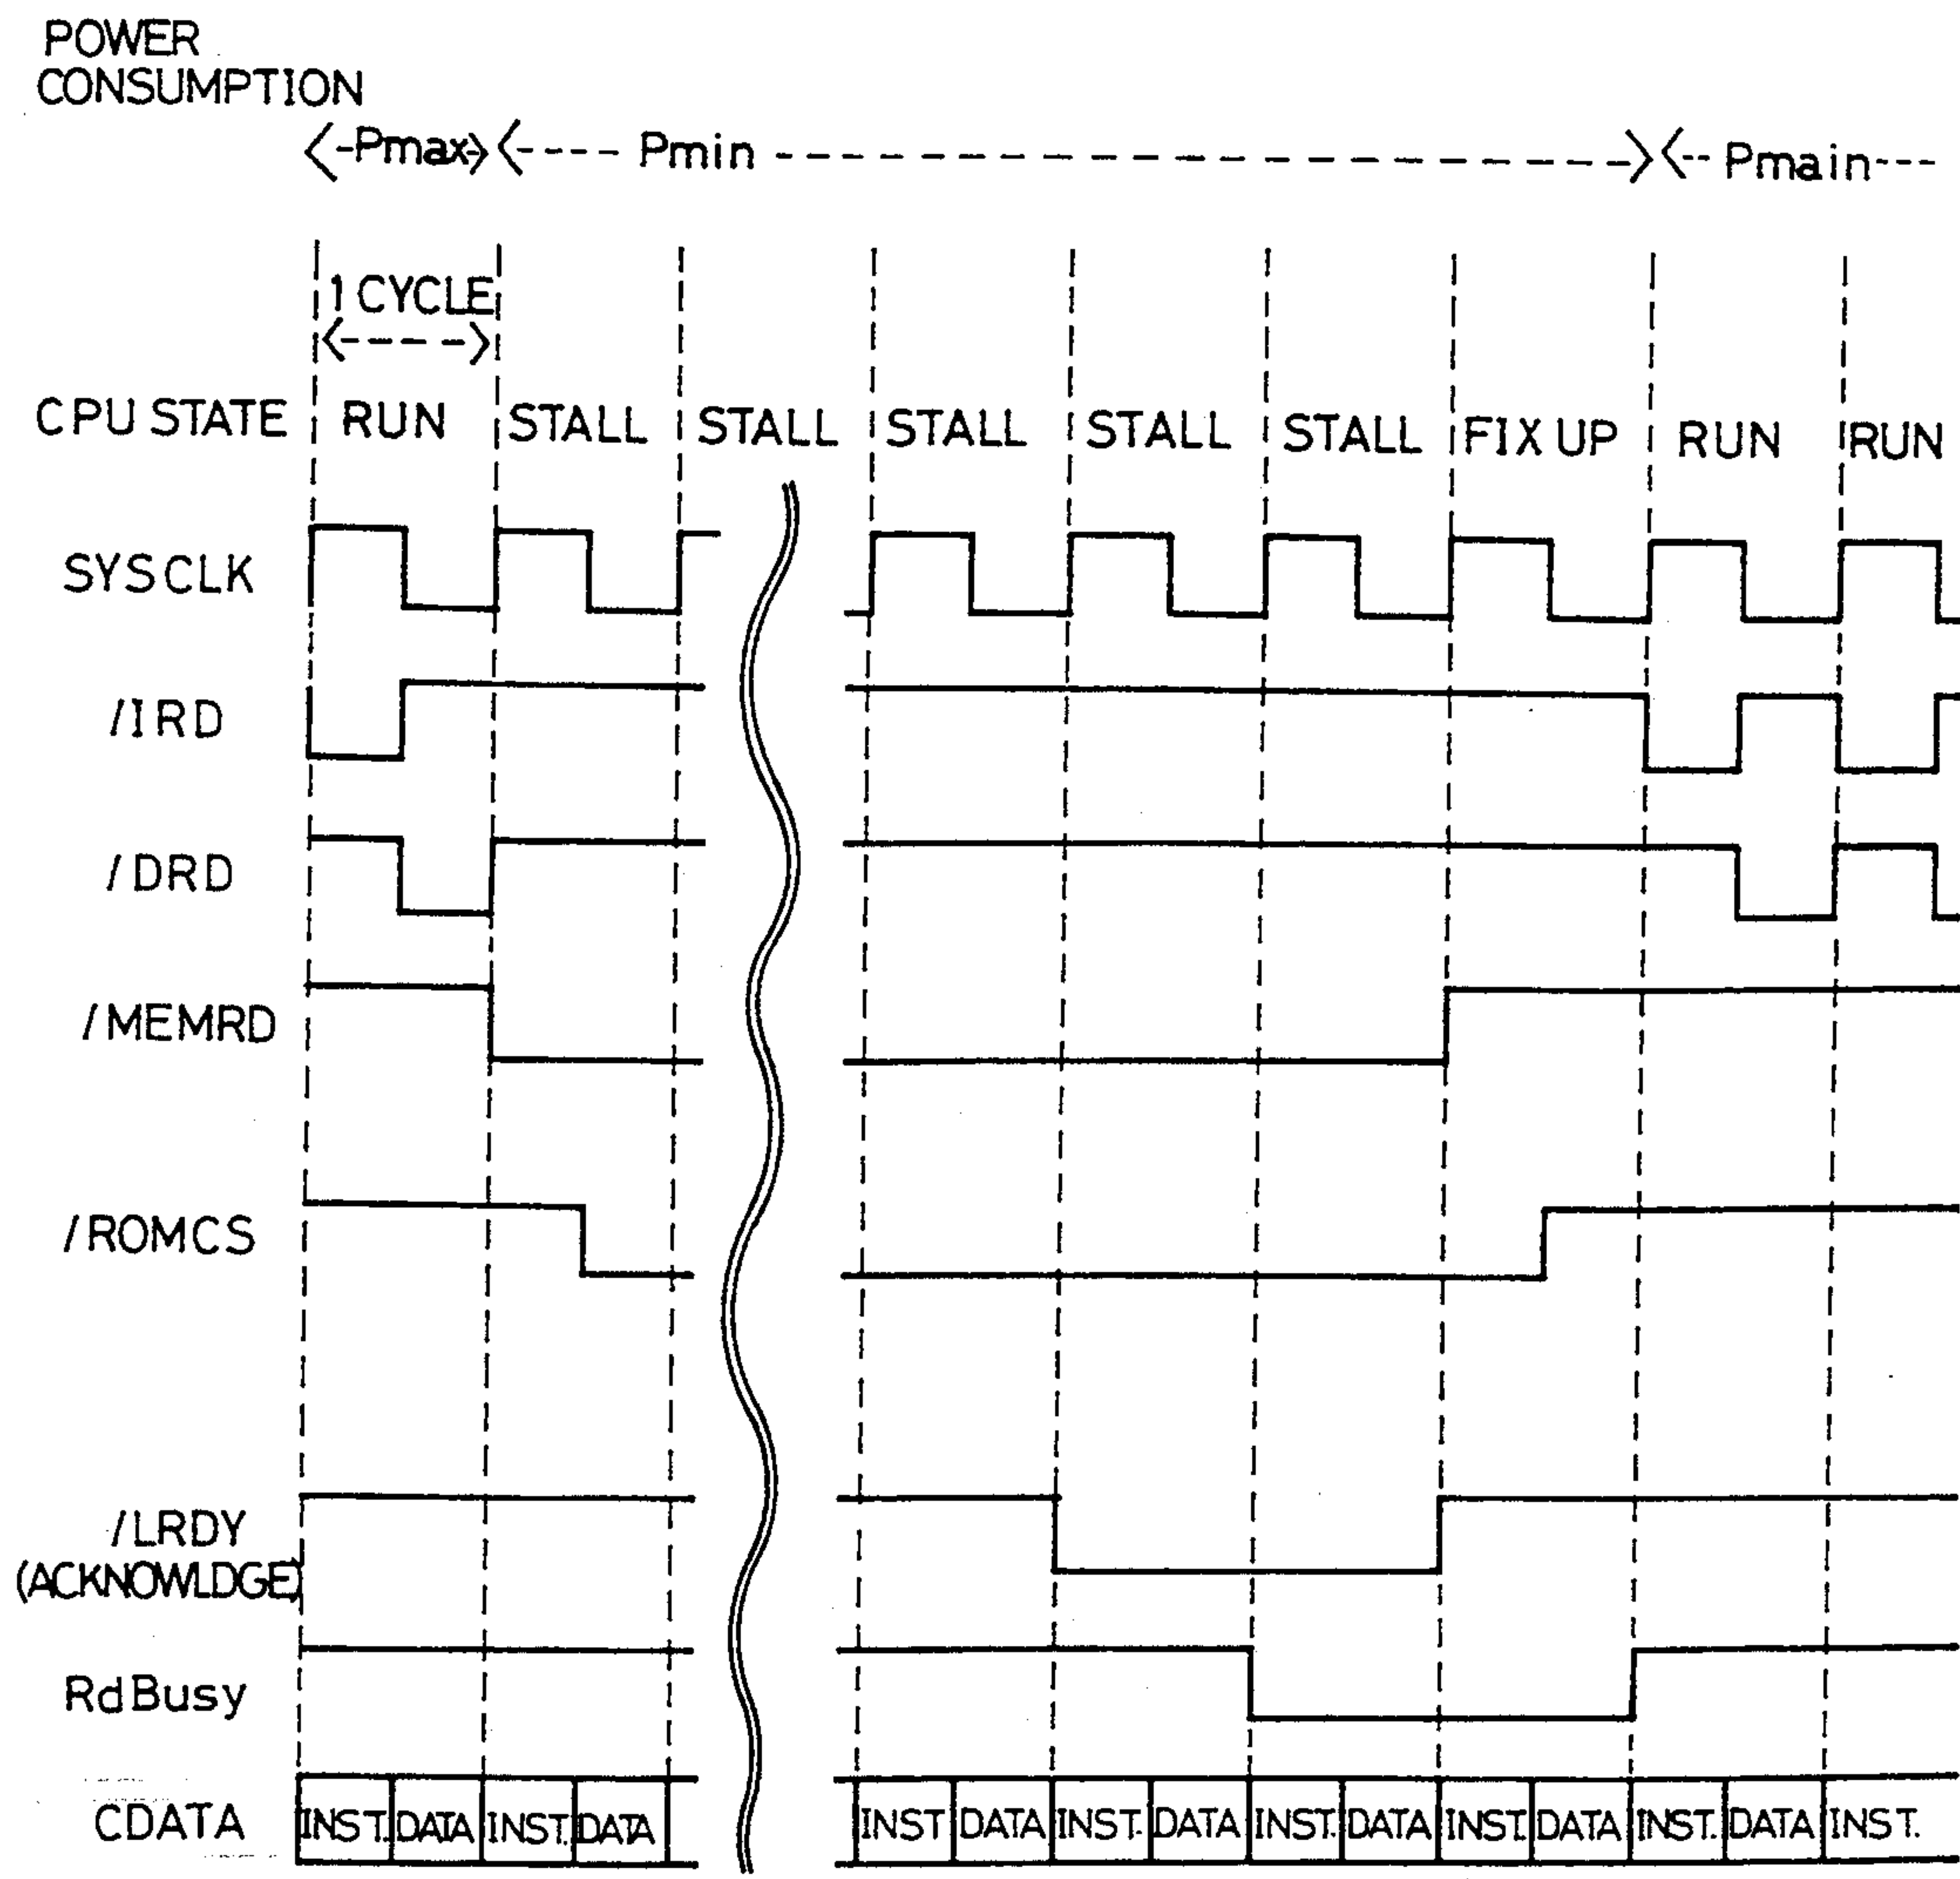 POWER
CONSUMPTION
<-Pmax-><---- Pmin --------------------><-- Pmain---
1 CYCLE
<----->
CPU STATE RUN STALL STALL STALL STALL STALL FIX UP RUN RUN
SYSCLK
/IRD
/DRD
/MEMRD
/ROMCS
/LRDY
(ACKNOWLDGE)
RdBusy
CDATA INST. DATA INST. DATA INST DATA INST. DATA INST. DATA INST. DATA INST. DATA INST.